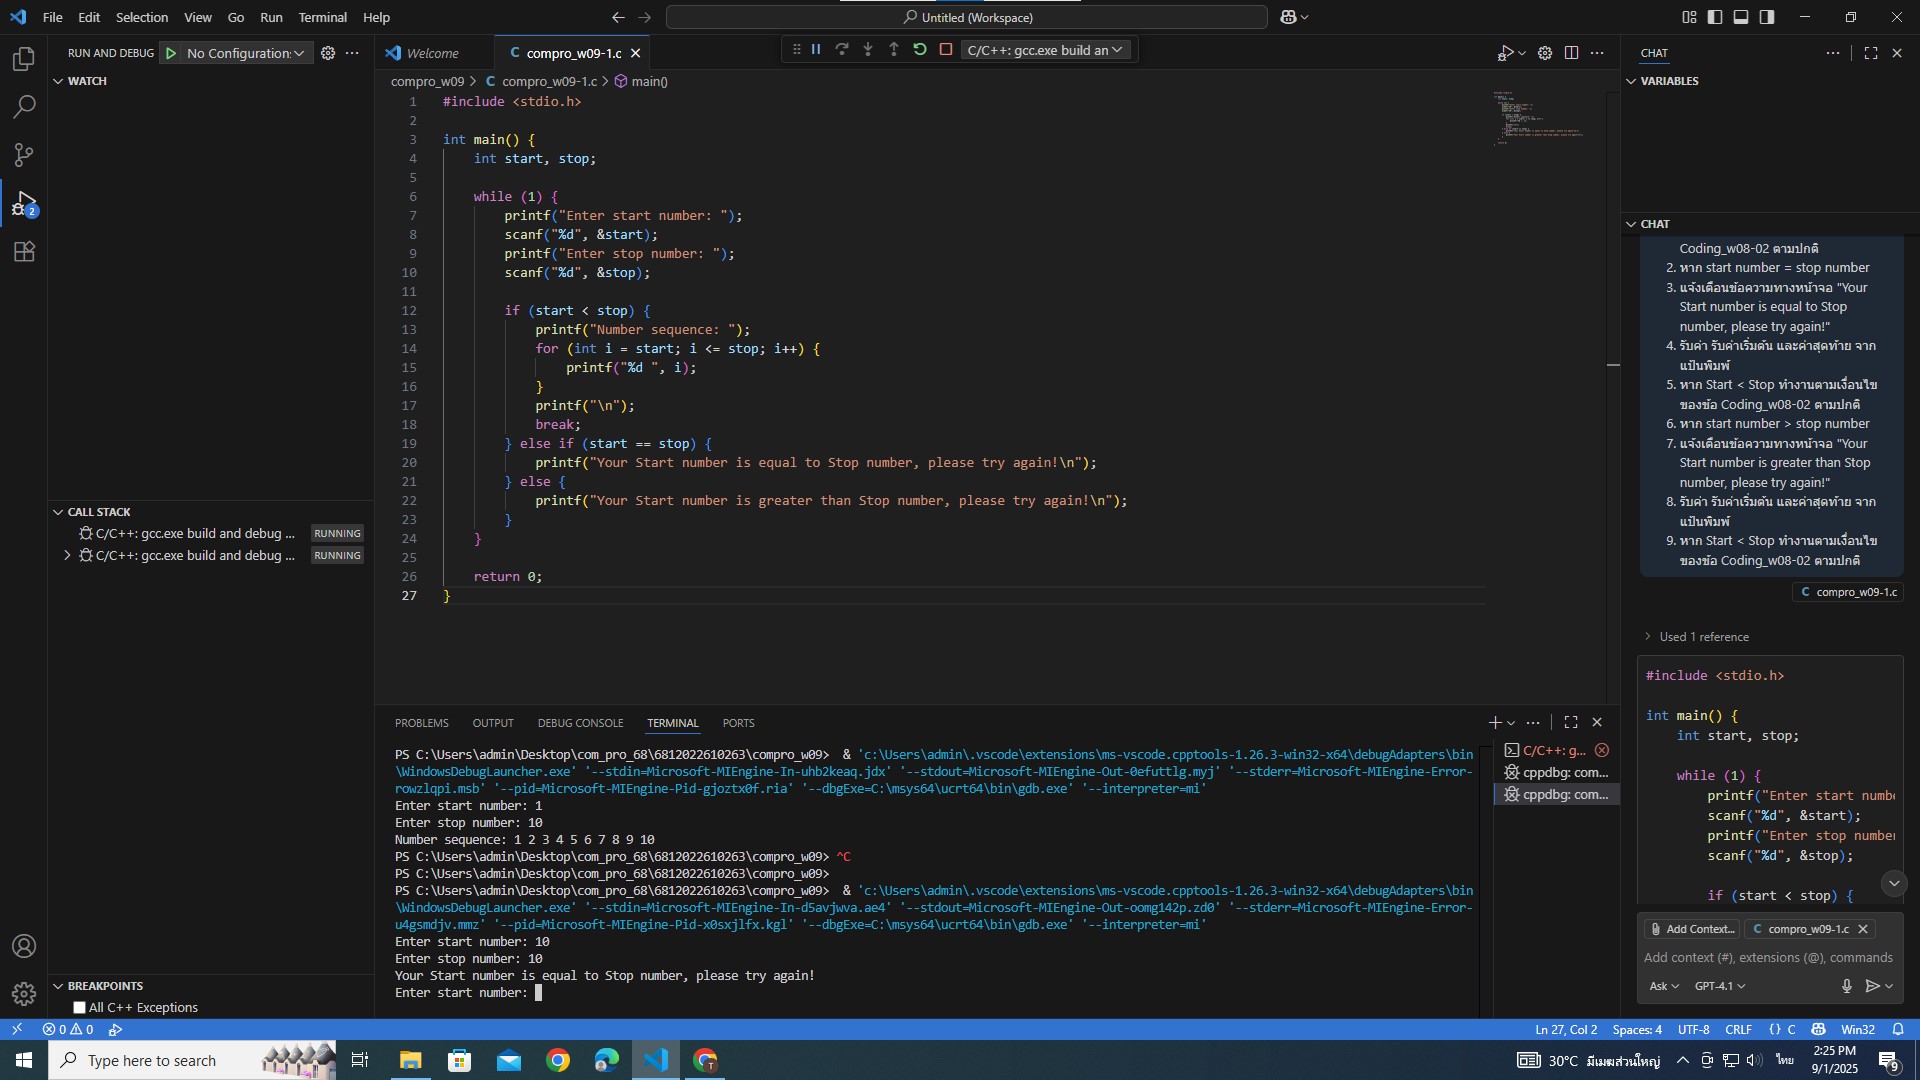 File Edit Selection View Go Run Terminal Help
Untitled (Workspace)
RUN AND DEBUG
No Configuration:
WATCH
CALL STACK
C/C++: gcc.exe build and debug ... RUNNING
C/C++: gcc.exe build and debug ... RUNNING
BREAKPOINTS
All C++ Exceptions
2
Welcome
C compro_w09-1.c
C/C++: gcc.exe build an
compro_w09 > C compro_w09-1.c > main()
1 #include <stdio.h>
2
3 int main() {
4 int start, stop;
5
6 while (1) {
7 printf("Enter start number: ");
8 scanf("%d", &start);
9 printf("Enter stop number: ");
10 scanf("%d", &stop);
11
12 if (start < stop) {
13 printf("Number sequence: ");
14 for (int i = start; i <= stop; i++) {
15 printf("%d ", i);
16 }
17 printf("\n");
18 break;
19 } else if (start == stop) {
20 printf("Your Start number is equal to Stop number, please try again!\n");
21 } else {
22 printf("Your Start number is greater than Stop number, please try again!\n");
23 }
24 }
25
26 return 0;
27 }
PROBLEMS OUTPUT DEBUG CONSOLE TERMINAL PORTS
PS C:\Users\admin\Desktop\com_pro_68\6812022610263\compro_w09> & 'c:\Users\admin\.vscode\extensions\ms-vscode.cpptools-1.26.3-win32-x64\debugAdapters\bin
\WindowsDebugLauncher.exe' '--stdin=Microsoft-MIEngine-In-uhb2keaq.jdx' '--stdout=Microsoft-MIEngine-Out-0efuttlg.myj' '--stderr=Microsoft-MIEngine-Error-
rowzlqpi.msb' '--pid=Microsoft-MIEngine-Pid-gjoztx0f.ria' '--dbgExe=C:\msys64\ucrt64\bin\gdb.exe' '--interpreter=mi'
Enter start number: 1
Enter stop number: 10
Number sequence: 1 2 3 4 5 6 7 8 9 10
PS C:\Users\admin\Desktop\com_pro_68\6812022610263\compro_w09> ^C
PS C:\Users\admin\Desktop\com_pro_68\6812022610263\compro_w09>
PS C:\Users\admin\Desktop\com_pro_68\6812022610263\compro_w09> & 'c:\Users\admin\.vscode\extensions\ms-vscode.cpptools-1.26.3-win32-x64\debugAdapters\bin
\WindowsDebugLauncher.exe' '--stdin=Microsoft-MIEngine-In-d5avjwva.ae4' '--stdout=Microsoft-MIEngine-Out-oomg142p.zd0' '--stderr=Microsoft-MIEngine-Error-
u4gsmdjv.mmz' '--pid=Microsoft-MIEngine-Pid-x0sxjlfx.kgl' '--dbgExe=C:\msys64\ucrt64\bin\gdb.exe' '--interpreter=mi'
Enter start number: 10
Enter stop number: 10
Your Start number is equal to Stop number, please try again!
Enter start number:
C/C++: g...
cppdbg: com...
cppdbg: com...
CHAT
VARIABLES
CHAT
Coding_w08-02 ตามปกติ
2. หาก start number = stop number
3. แจ้งเตือนข้อความทางหน้าจอ "Your
Start number is equal to Stop
number, please try again!"
4. รับค่า รับค่าเริ่มต้น และค่าสุดท้าย จาก
แป้นพิมพ์
5. หาก Start < Stop ทำงานตามเงื่อนไข
ของข้อ Coding_w08-02 ตามปกติ
6. หาก start number > stop number
7. แจ้งเตือนข้อความทางหน้าจอ "Your
Start number is greater than Stop
number, please try again!"
8. รับค่า รับค่าเริ่มต้น และค่าสุดท้าย จาก
แป้นพิมพ์
9. หาก Start < Stop ทำงานตามเงื่อนไข
ของข้อ Coding_w08-02 ตามปกติ
C compro_w09-1.c
Used 1 reference
#include <stdio.h>
int main() {
int start, stop;
while (1) {
printf("Enter start numbe
scanf("%d", &start);
printf("Enter stop number
scanf("%d", &stop);
if (start < stop) {
Add Context... C compro_w09-1.c
Add context (#), extensions (@), commands
Ask GPT-4.1
0 0 Ln 27, Col 2 Spaces: 4 UTF-8 CRLF {} C Win32
Type here to search
30°C มีเมฆส่วนใหญ่ ไทย 2:25 PM
9/1/2025
9